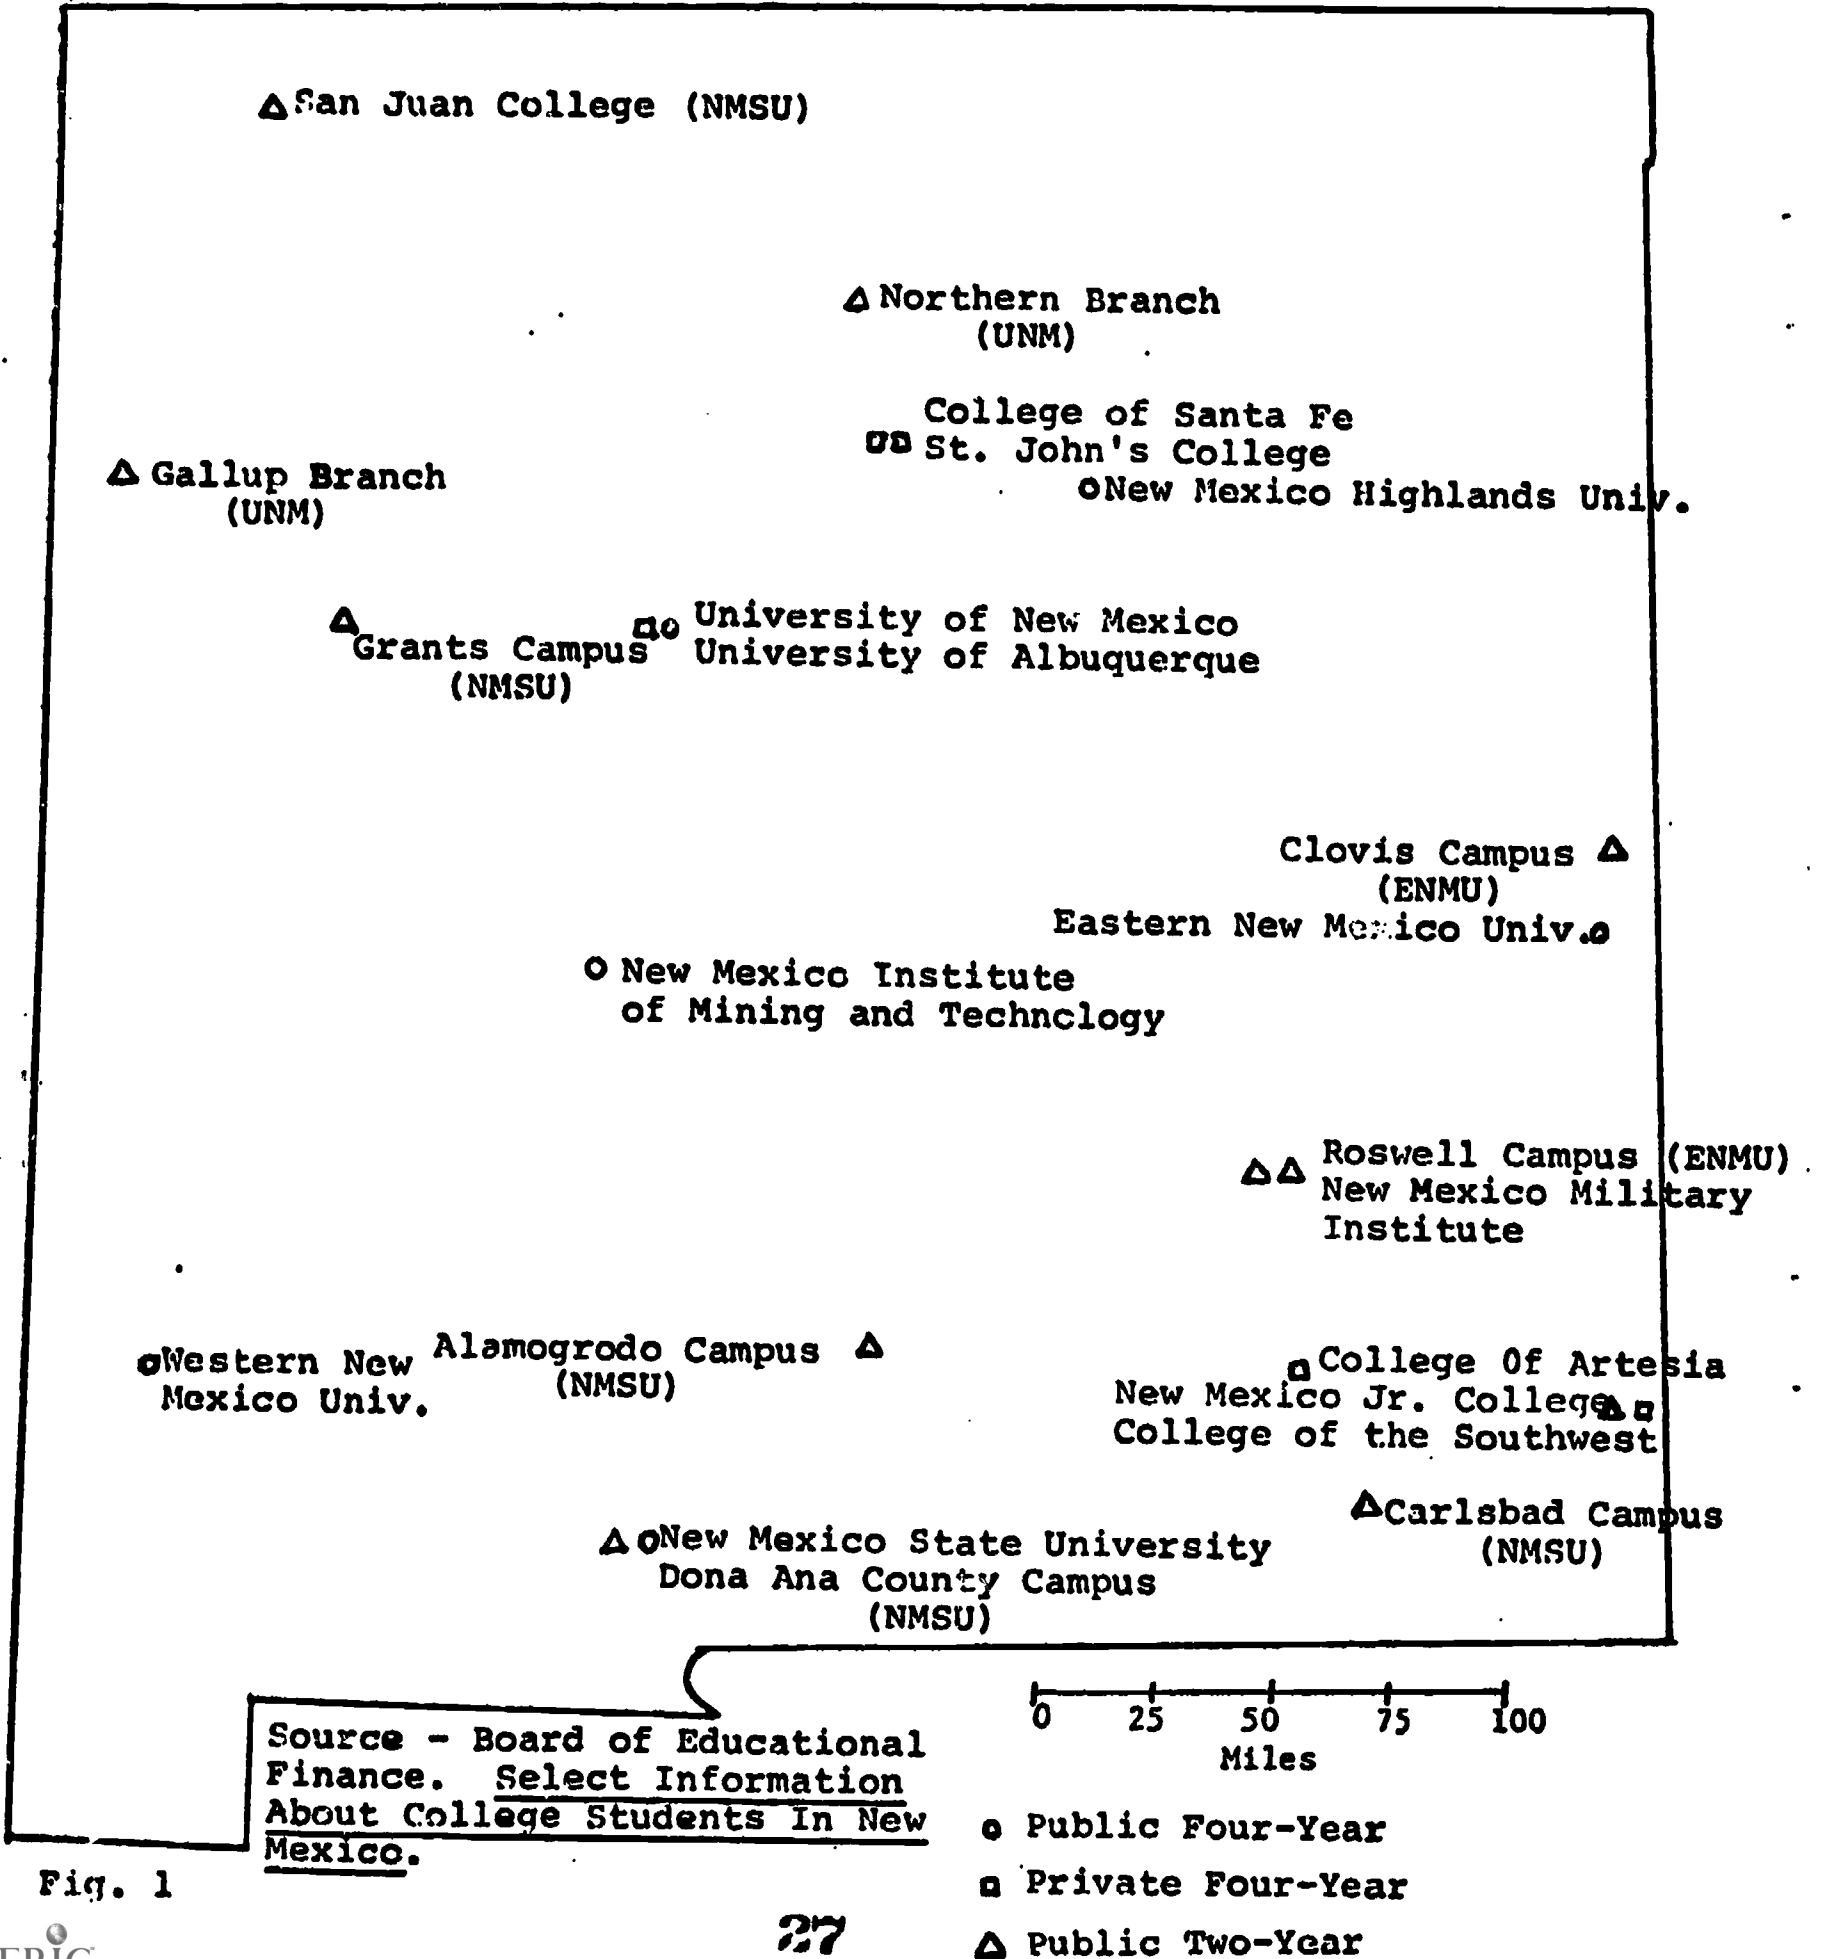 San Juan College (NMSU)
Northern Branch
(UNM)
College of Santa Fe
St. John's College
New Mexico Highlands Univ.
Gallup Branch
(UNM)
University of New Mexico
University of Albuquerque
Grants Campus
(NMSU)
Clovis Campus
(ENMU)
Eastern New Mexico Univ.
New Mexico Institute
of Mining and Technology
Roswell Campus (ENMU)
New Mexico Military
Institute
Western New
Mexico Univ.
Alamogrodo Campus
(NMSU)
College Of Artesia
New Mexico Jr. College
College of the Southwest
Carlsbad Campus
(NMSU)
New Mexico State University
Dona Ana County Campus
(NMSU)
0 25 50 75 100
Miles
Source - Board of Educational
Finance. Select Information
About College Students In New
Mexico.
Public Four-Year
Private Four-Year
Public Two-Year
Fig. 1
27
ERIC